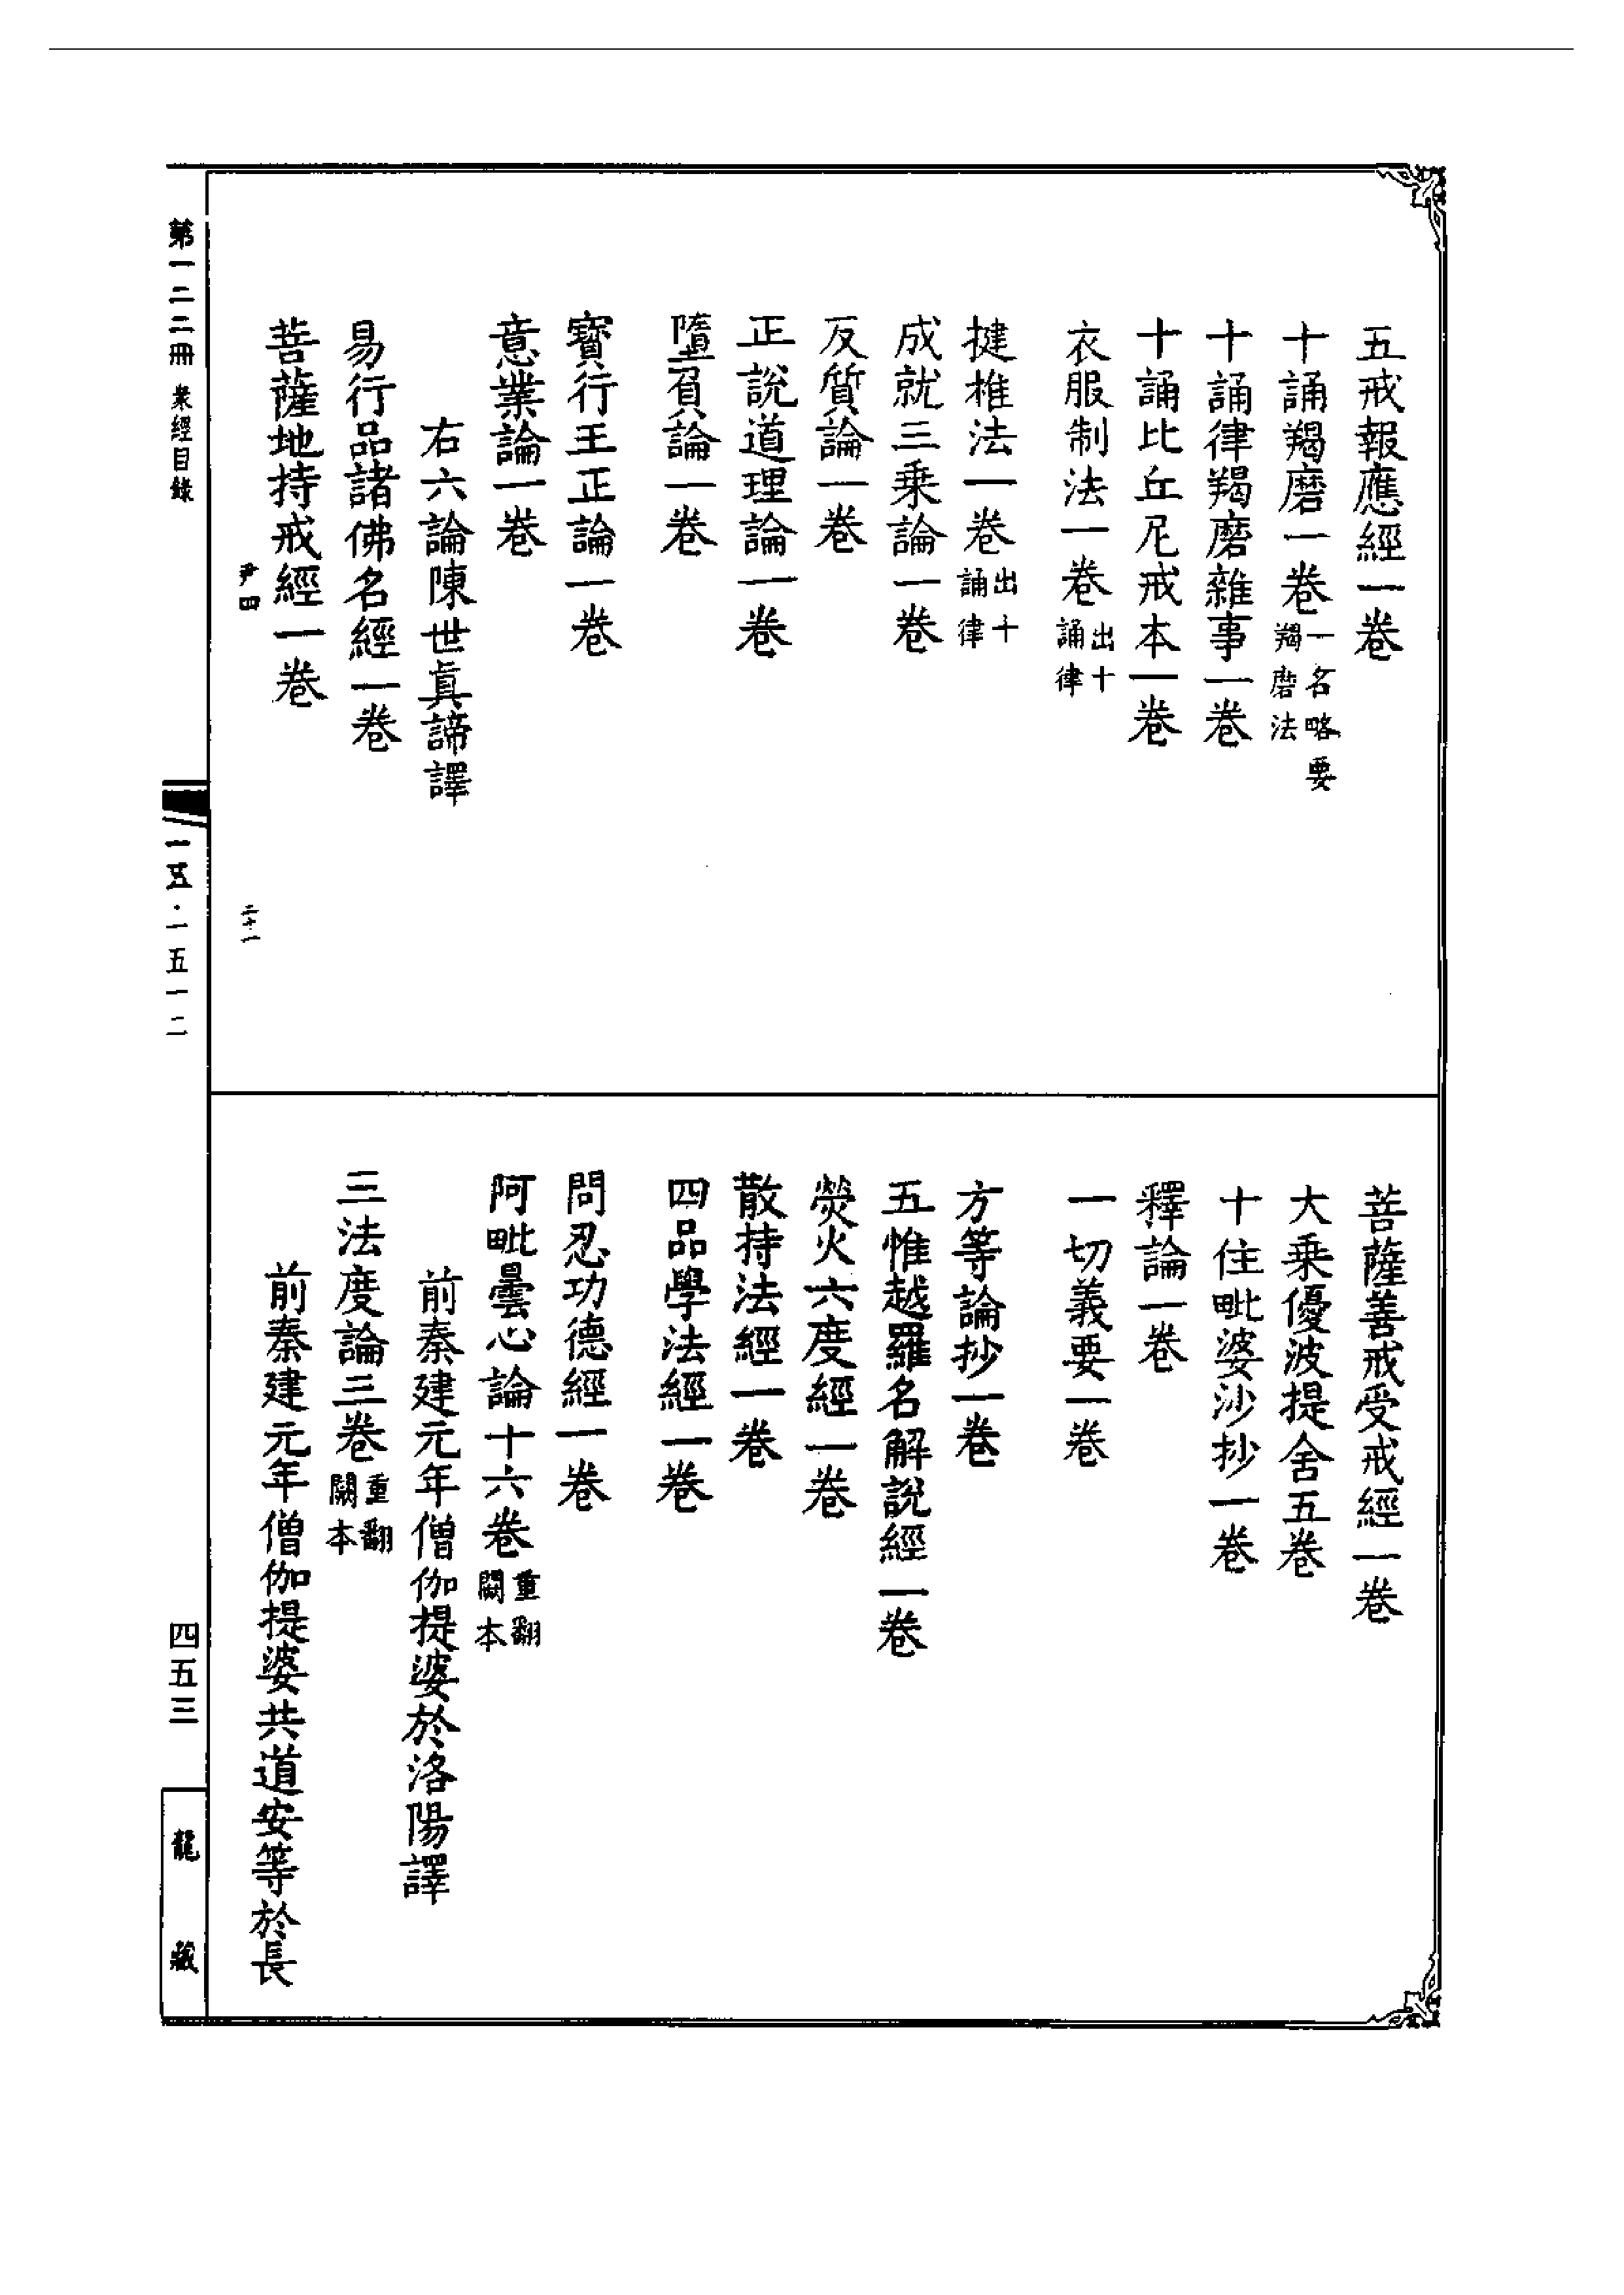 五戒報應經一卷
十誦羯磨一卷一名略要羯磨法
十誦律羯磨雜事一卷
十誦比丘尼戒本一卷
衣服制法一卷出十誦律
揵椎法一卷出十誦律
成就三乗論一卷
反質論一卷
正說道理論一卷
墮負論一卷
寶行王正論一卷
意業論一卷
右六論陳世眞諦譯
易行品諸佛名經一卷
菩薩地持戒經一卷
尹四
二十一
菩薩善戒受戒經一卷
大乗優波提舍五卷
十住毗婆沙抄一卷
釋論一卷
一切義要一卷
方等論抄一卷
五惟越羅名解說經一卷
熒火六度經一卷
散持法經一卷
四品學法經一卷
問忍功德經一卷
阿毗曇心論十六卷重翻闕本
前秦建元年僧伽提婆於洛陽譯
三法度論三卷重翻闕本
前秦建元年僧伽提婆共道安等於長
第一二二冊 衆經目錄
一五·一五一二
四五三
龍藏